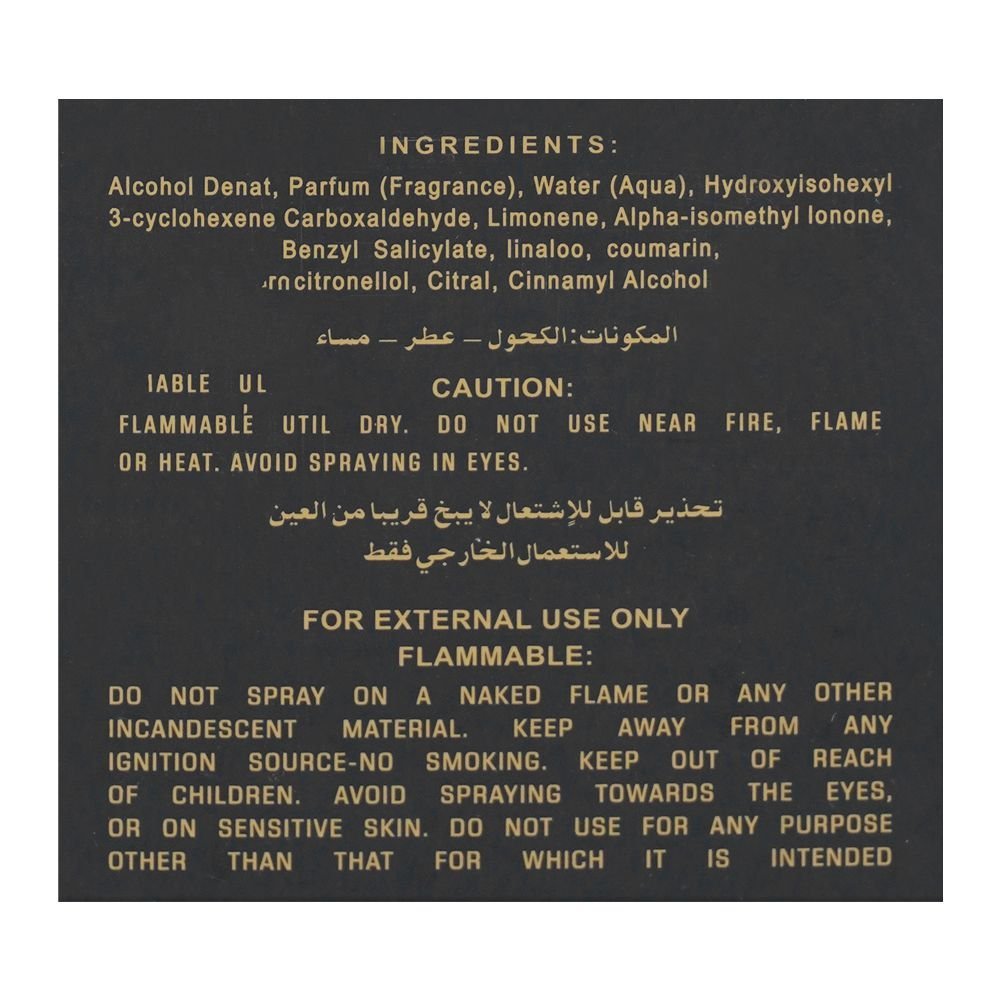 INGREDIENTS:
Alcohol Denat, Parfum (Fragrance), Water (Aqua), Hydroxyisohexyl
3-cyclohexene Carboxaldehyde, Limonene, Alpha-isomethyl Ionone,
Benzyl Salicylate, linaloo, coumarin,
citronellol, Citral, Cinnamyl Alcohol
المكونات: الكحول – عطر – مساء
IABLE UL
CAUTION:
FLAMMABLE UTIL DRY. DO NOT USE NEAR FIRE, FLAME
OR HEAT. AVOID SPRAYING IN EYES.
تحذير قابل للإشتعال لا يبخ قريبا من العين
للاستعمال الخارجي فقط
FOR EXTERNAL USE ONLY
FLAMMABLE:
DO NOT SPRAY ON A NAKED FLAME OR ANY OTHER
INCANDESCENT MATERIAL. KEEP AWAY FROM ANY
IGNITION SOURCE-NO SMOKING. KEEP OUT OF REACH
OF CHILDREN. AVOID SPRAYING TOWARDS THE EYES,
OR ON SENSITIVE SKIN. DO NOT USE FOR ANY PURPOSE
OTHER THAN THAT FOR WHICH IT IS INTENDED